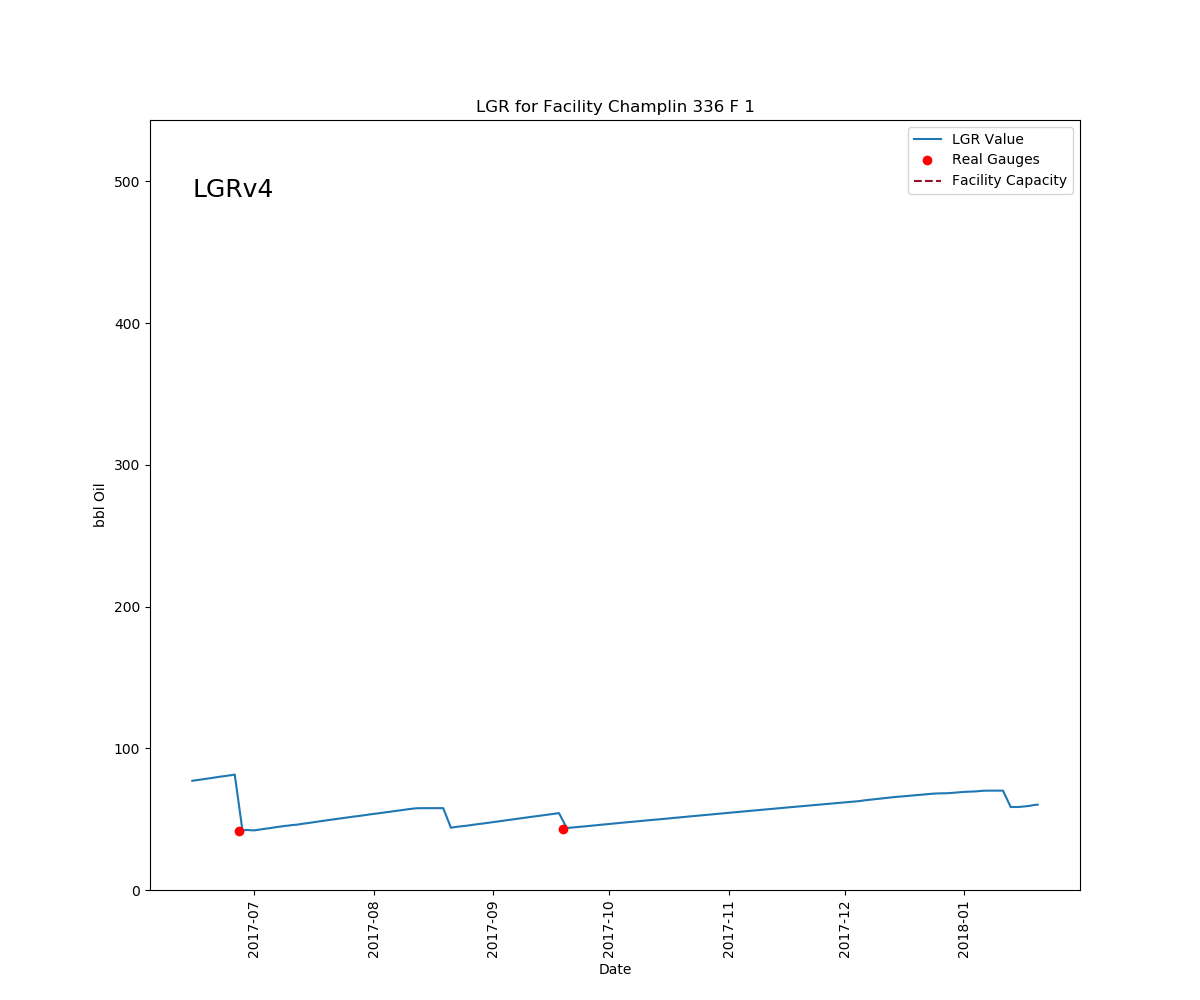 LGR for Facility Champlin 336 F 1
LGR Value
Real Gauges
Facility Capacity
LGRv4
500
400
300
200
100
0
bbl Oil
2017-07
2017-08
2017-09
2017-10
2017-11
2017-12
2018-01
Date